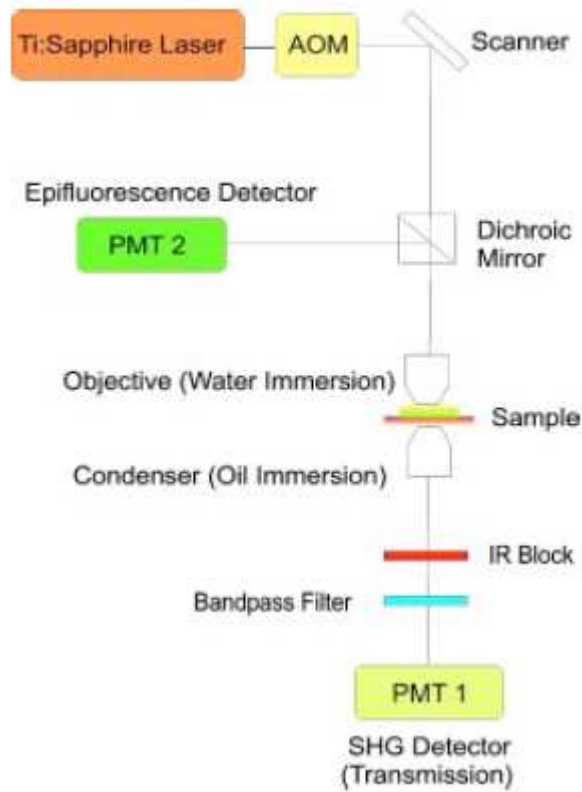 Ti:Sapphire Laser
AOM
Scanner
Epifluorescence Detector
PMT 2
Dichroic
Mirror
Objective (Water Immersion)
Sample
Condenser (Oil Immersion)
IR Block
Bandpass Filter
PMT 1
SHG Detector
(Transmission)